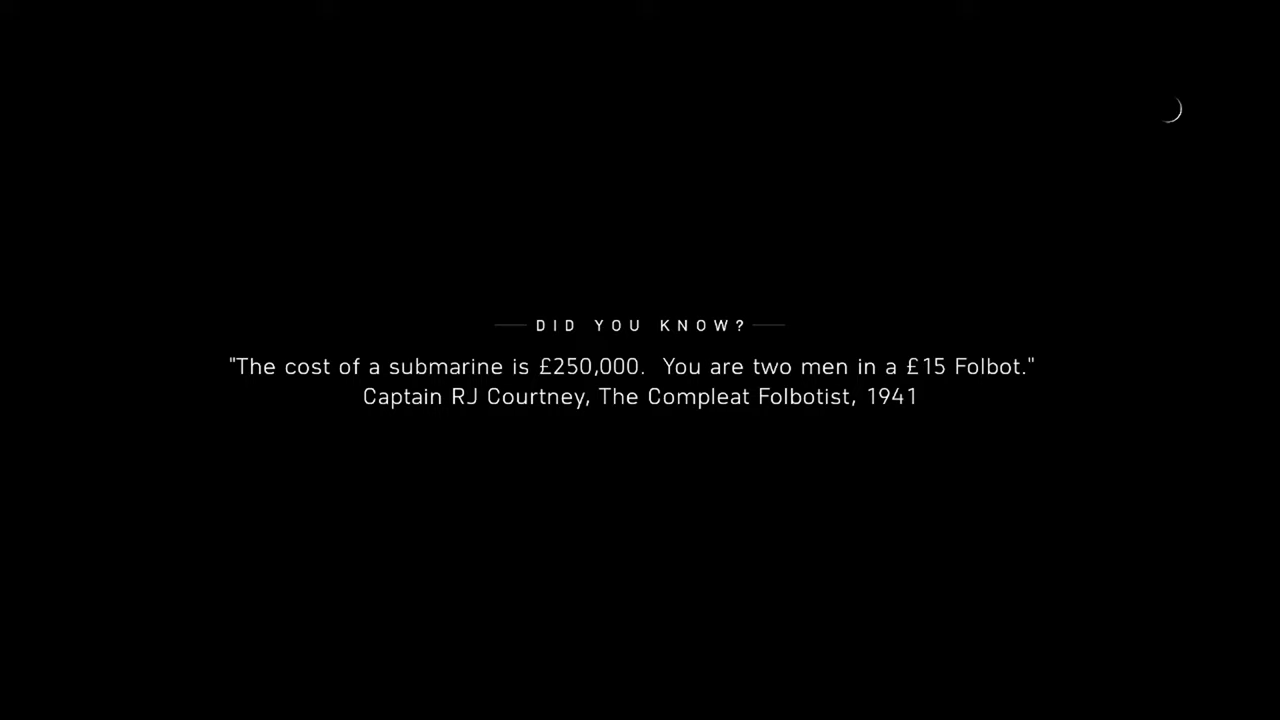 DID YOU KNOW?
"The cost of a submarine is £250,000.  You are two men in a £15 Folbot."
Captain RJ Courtney, The Compleat Folbotist, 1941